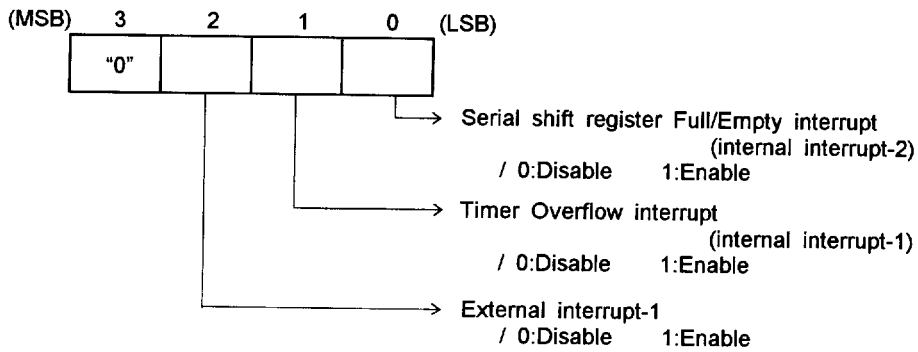 (MSB) 3 2 1 0 (LSB)
“0”
Serial shift register Full/Empty interrupt
(internal interrupt-2)
/ 0:Disable 1:Enable
Timer Overflow interrupt
(internal interrupt-1)
/ 0:Disable 1:Enable
External interrupt-1
/ 0:Disable 1:Enable